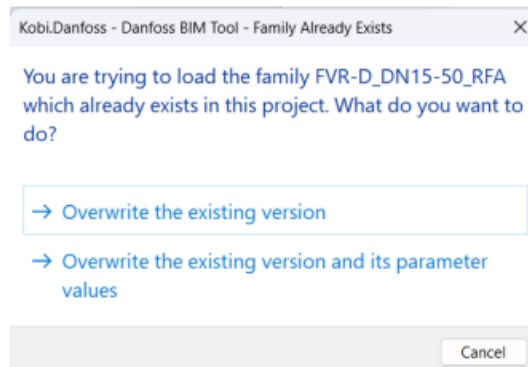 Kobi.Danfoss - Danfoss BIM Tool - Family Already Exists
You are trying to load the family FVR-D_DN15-50_RFA
which already exists in this project. What do you want to
do?
→ Overwrite the existing version
→ Overwrite the existing version and its parameter
values
Cancel